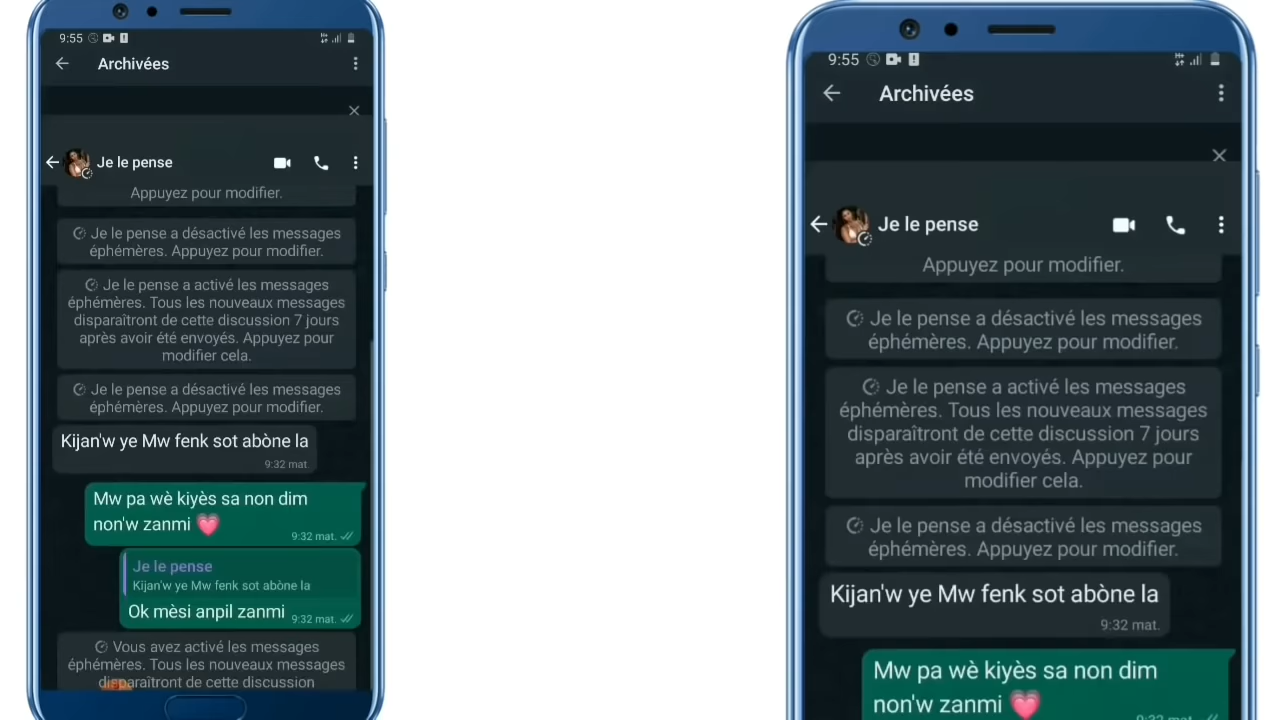 9:55
Archivées
Je le pense
Appuyez pour modifier.
Je le pense a désactivé les messages
éphémères. Appuyez pour modifier.
Je le pense a activé les messages
éphémères. Tous les nouveaux messages
disparaîtront de cette discussion 7 jours
après avoir été envoyés. Appuyez pour
modifier cela.
Je le pense a désactivé les messages
éphémères. Appuyez pour modifier.
Kijan'w ye Mw fenk sot abòne la
9:32 mat.
Mw pa wè kiyès sa non dim
non'w zanmi 💗
9:32 mat.
Je le pense
Kijan'w ye Mw fenk sot abòne la
Ok mèsi anpil zanmi
9:32 mat.
Vous avez activé les messages
éphémères. Tous les nouveaux messages
disparaîtront de cette discussion
9:55
Archivées
Je le pense
Appuyez pour modifier.
Je le pense a désactivé les messages
éphémères. Appuyez pour modifier.
Je le pense a activé les messages
éphémères. Tous les nouveaux messages
disparaîtront de cette discussion 7 jours
après avoir été envoyés. Appuyez pour
modifier cela.
Je le pense a désactivé les messages
éphémères. Appuyez pour modifier.
Kijan'w ye Mw fenk sot abòne la
9:32 mat.
Mw pa wè kiyès sa non dim
non'w zanmi 💗
9:32 mat.